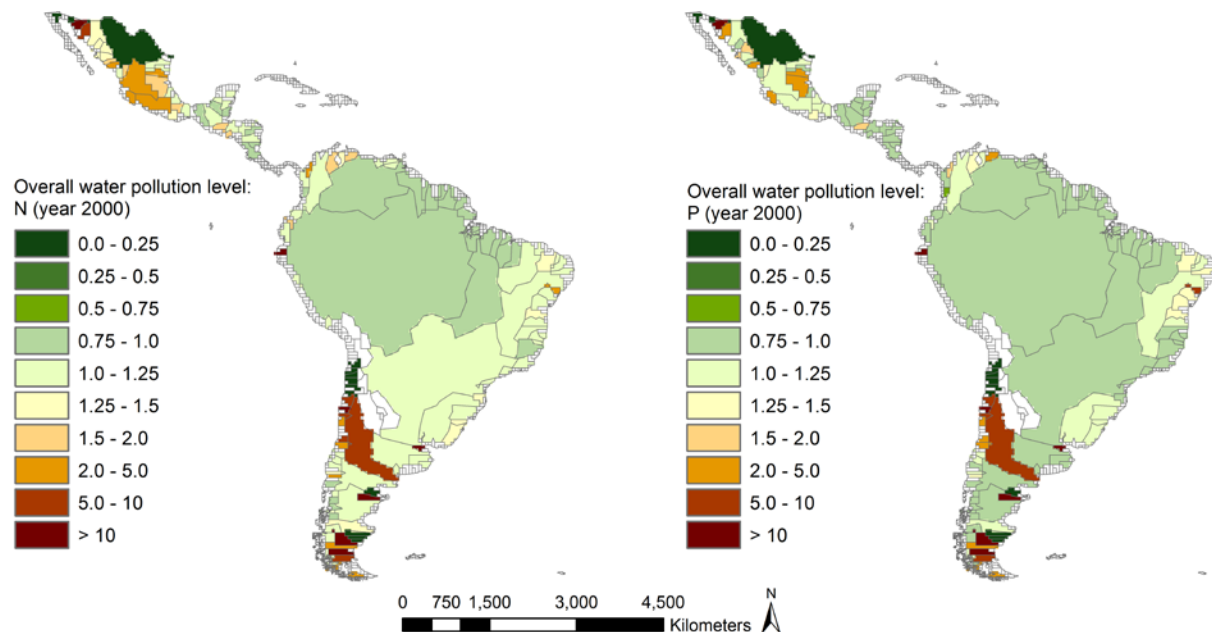 Overall water pollution level:
N (year 2000)
0.0 - 0.25
0.25 - 0.5
0.5 - 0.75
0.75 - 1.0
1.0 - 1.25
1.25 - 1.5
1.5 - 2.0
2.0 - 5.0
5.0 - 10
> 10
Overall water pollution level:
P (year 2000)
0.0 - 0.25
0.25 - 0.5
0.5 - 0.75
0.75 - 1.0
1.0 - 1.25
1.25 - 1.5
1.5 - 2.0
2.0 - 5.0
5.0 - 10
> 10
N
0 750 1,500 3,000 4,500
Kilometers